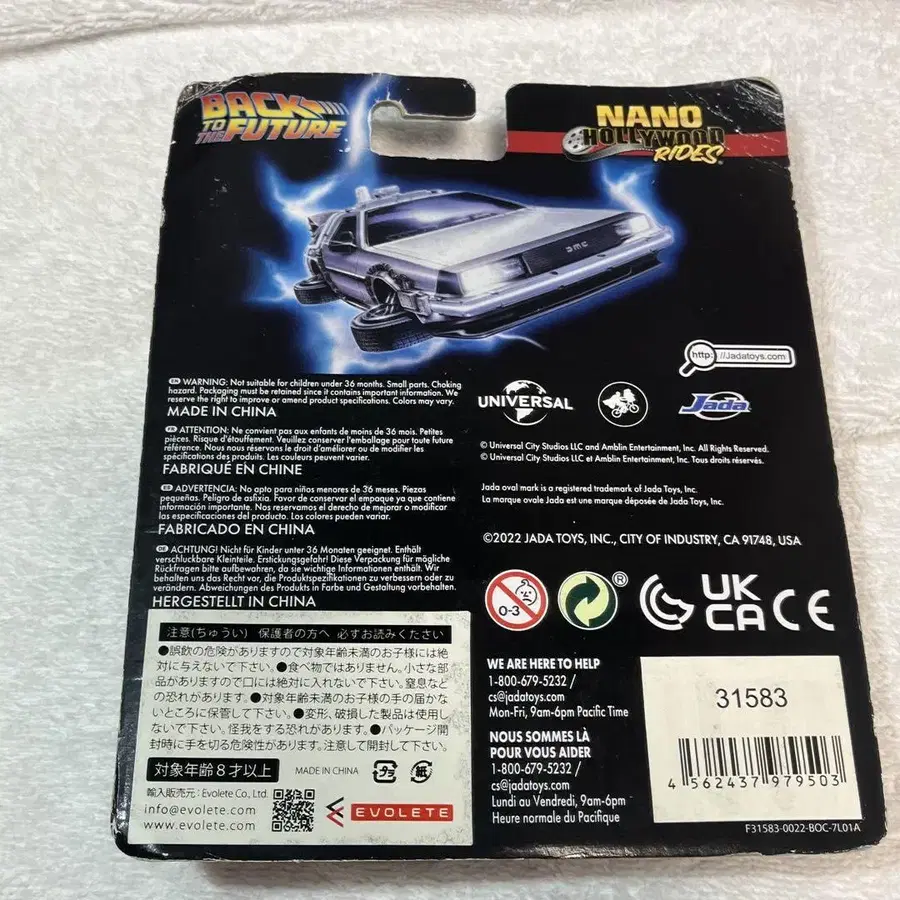 BACK
TO THE FUTURE
NANO
HOLLYWOOD
RIDES
DMC
http://Jadatoys.com
EN WARNING: Not suitable for children under 36 months. Small parts. Choking
hazard. Packaging must be retained since it contains important information. We
reserve the right to improve or amend product specifications. Colors may vary.
MADE IN CHINA
FR ATTENTION: Ne convient pas aux enfants de moins de 36 mois. Petites
pièces. Risque d'étouffement. Veuillez conserver l'emballage pour toute future
référence. Nous nous réservons le droit d'améliorer ou de modifier les
spécifications des produits. Les couleurs peuvent varier.
FABRIQUÉ EN CHINE
ES ADVERTENCIA: No apto para niños menores de 36 meses. Piezas
pequeñas. Peligro de asfixia. Favor de conservar el empaque ya que contiene
información importante. Nos reservamos el derecho de mejorar o modificar
las especificaciones del producto. Los colores pueden variar.
FABRICADO EN CHINA
DE ACHTUNG! Nicht für Kinder unter 36 Monaten geeignet. Enthält
verschluckbare Kleinteile. Erstickungsgefahr! Diese Verpackung für mögliche
Rückfragen bitte aufbewahren, da sie wichtige Informationen enthält. Wir
behalten uns das Recht vor, die Produktspezifikationen zu verbessern oder zu
verändern. Abweichungen des Products in Farbe und Gestaltung vorbehalten.
HERGESTELLT IN CHINA
UNIVERSAL
Jada
© Universal City Studios LLC and Amblin Entertainment, Inc. All Rights Reserved.
© Universal City Studios LLC et Amblin Entertainment, Inc. Tous droits réservés.
Jada oval mark is a registered trademark of Jada Toys, Inc.
La marque ovale Jada est une marque déposée de Jada Toys, Inc.
©2022 JADA TOYS, INC., CITY OF INDUSTRY, CA 91748, USA
0-3
®
UK
CA CE
注意(ちゅうい) 保護者の方へ 必ずお読みください
●誤飲の危険がありますので対象年齢未満のお子様には絶
対に与えないで下さい。●食べ物ではありません。小さな部
品がありますので口には絶対に入れないで下さい。窒息など
の恐れがあります。●対象年齢未満のお子様の手の届かな
いところに保管して下さい。●変形、破損した製品は使用し
ないで下さい。怪我をする恐れがあります。●パッケージ開
封時に手を切る危険性があります。注意して開封して下さい。
対象年齢8才以上
MADE IN CHINA
プラ
紙
輸入販売元：Evolete Co., Ltd.
info@evolete.com
www.evolete.com
EVOLETE
WE ARE HERE TO HELP
1-800-679-5232 /
cs@jadatoys.com
Mon-Fri, 9am-6pm Pacific Time
NOUS SOMMES LÀ
POUR VOUS AIDER
1-800-679-5232 /
cs@jadatoys.com
Lundi au Vendredi, 9am-6pm
Heure normale du Pacifique
31583
4 562437 979503
F31583-0022-BOC-7L01A